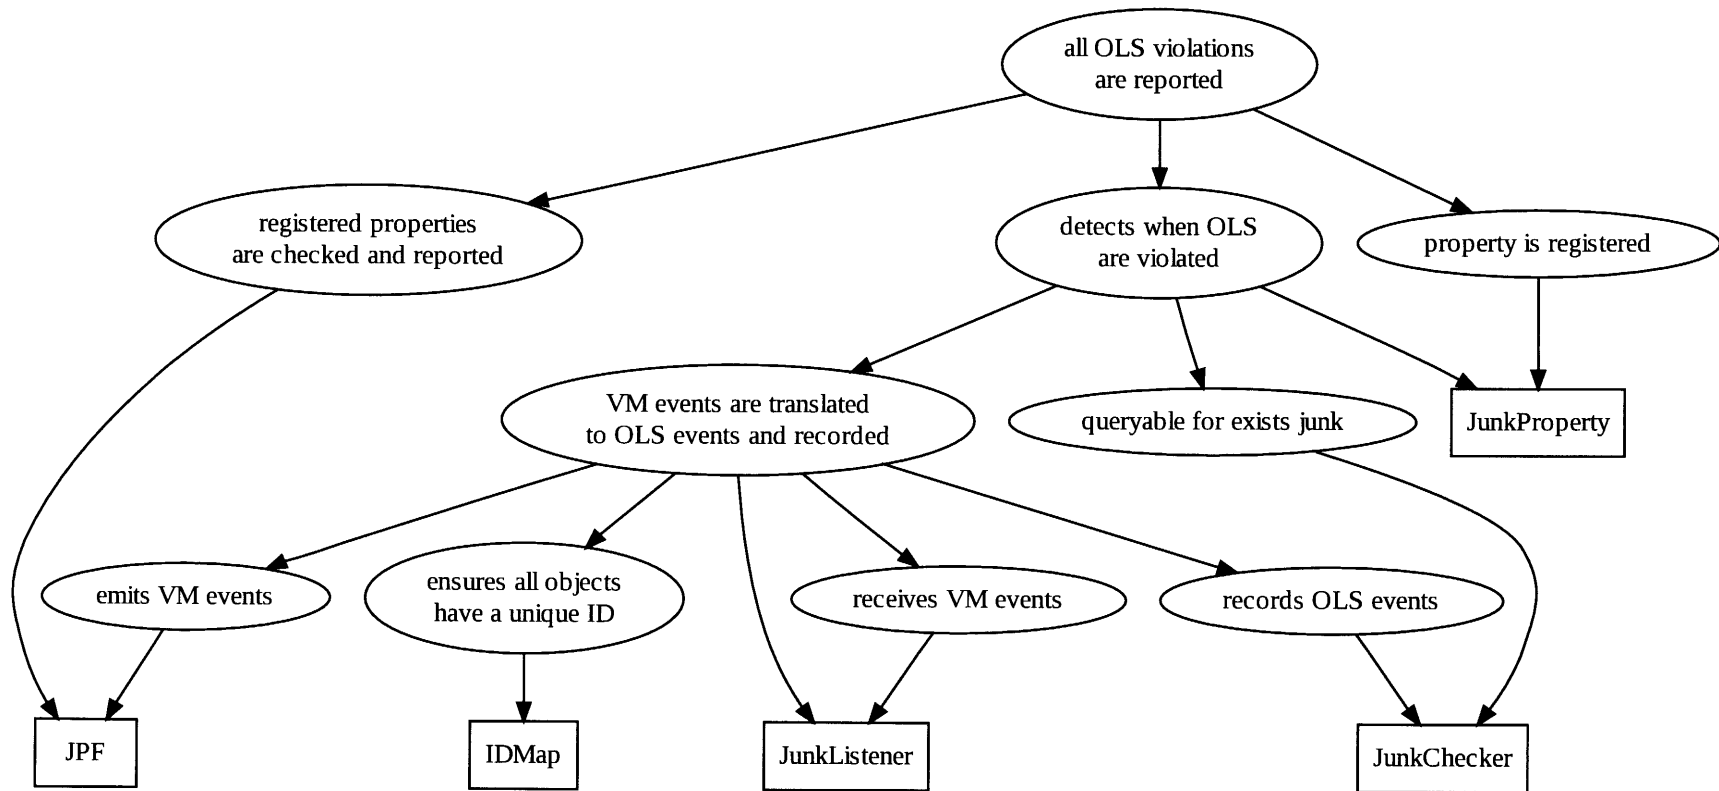 all OLS violations
are reported
registered properties
are checked and reported
detects when OLS
are violated
property is registered
VM events are translated
to OLS events and recorded
queryable for exists junk
JunkProperty
emits VM events
ensures all objects
have a unique ID
receives VM events
records OLS events
JPF
IDMap
JunkListener
JunkChecker